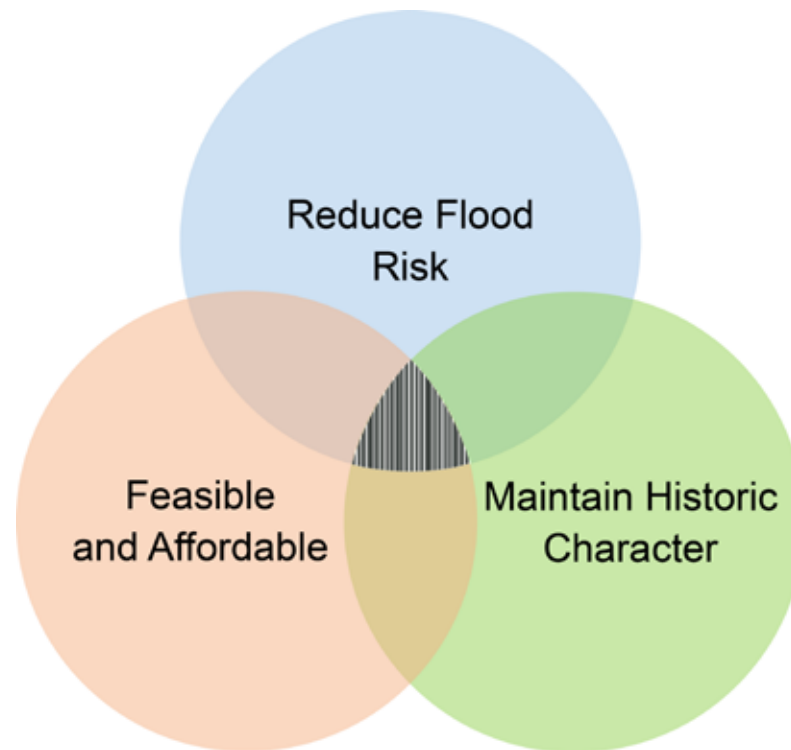 Reduce Flood
Risk
Feasible
and Affordable
Maintain Historic
Character